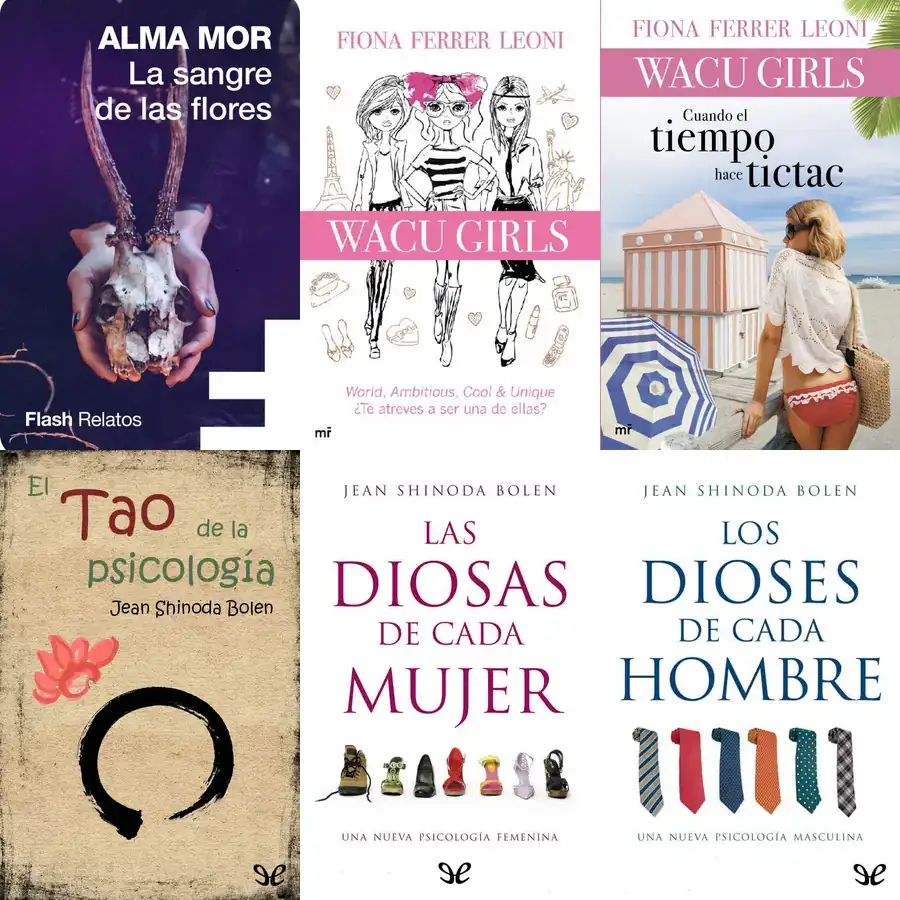 ALMA MOR
La sangre
de las flores
Flash Relatos
FIONA FERRER LEONI
WACU GIRLS
World, Ambitious, Cool & Unique
¿Te atreves a ser una de ellas?
mr
FIONA FERRER LEONI
WACU GIRLS
Cuando el
tiempo
hace tictac
mr
El
Tao de la
psicología
Jean Shinoda Bolen
JEAN SHINODA BOLEN
LAS
DIOSAS
DE CADA
MUJER
UNA NUEVA PSICOLOGÍA FEMENINA
JEAN SHINODA BOLEN
LOS
DIOSES
DE CADA
HOMBRE
UNA NUEVA PSICOLOGÍA MASCULINA